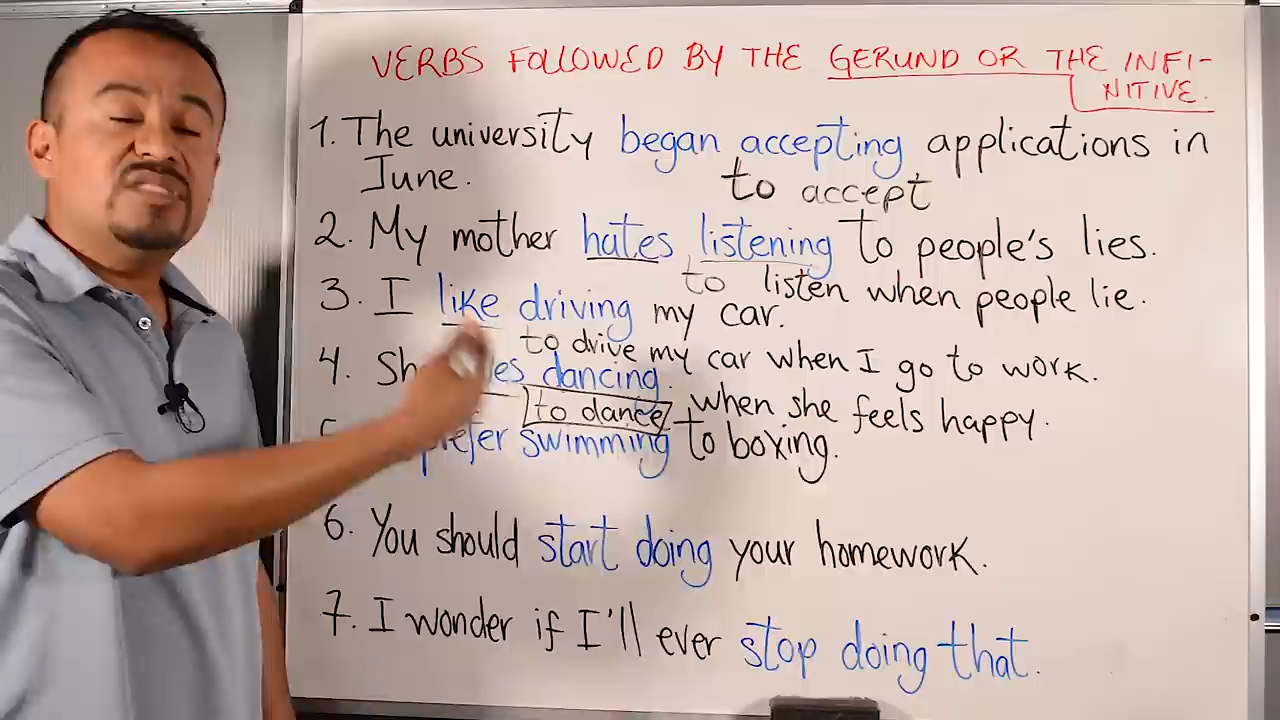 VERBS FOLLOWED BY THE GERUND OR THE INFI-
NITIVE.
1. The university began accepting applications in
June.
to accept
2. My mother hates listening to people's lies.
to listen when people lie.
3. I like driving my car.
to drive my car when I go to work.
4. dancing.
to dance when she feels happy.
prefer swimming to boxing.
6. You should start doing your homework.
7. I wonder if I'll ever stop doing that.